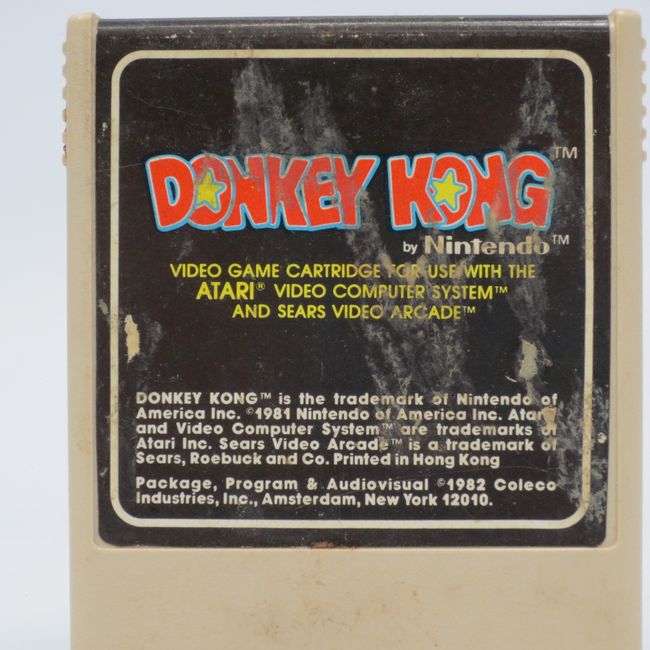 DONKEY KONG™
by Nintendo™
VIDEO GAME CARTRIDGE FOR USE WITH THE
ATARI® VIDEO COMPUTER SYSTEM™
AND SEARS VIDEO ARCADE™
DONKEY KONG™ is the trademark of Nintendo of
America Inc. ©1981 Nintendo of America Inc. Atari
and Video Computer System™ are trademarks of
Atari Inc. Sears Video Arcade™ is a trademark of
Sears, Roebuck and Co. Printed in Hong Kong
Package, Program & Audiovisual ©1982 Coleco
Industries, Inc., Amsterdam, New York 12010.